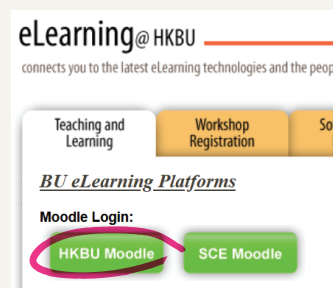 eLearning@ HKBU
connects you to the latest eLearning technologies and the peop
Teaching and
Learning
Workshop
Registration
So
BU eLearning Platforms
Moodle Login:
HKBU Moodle
SCE Moodle